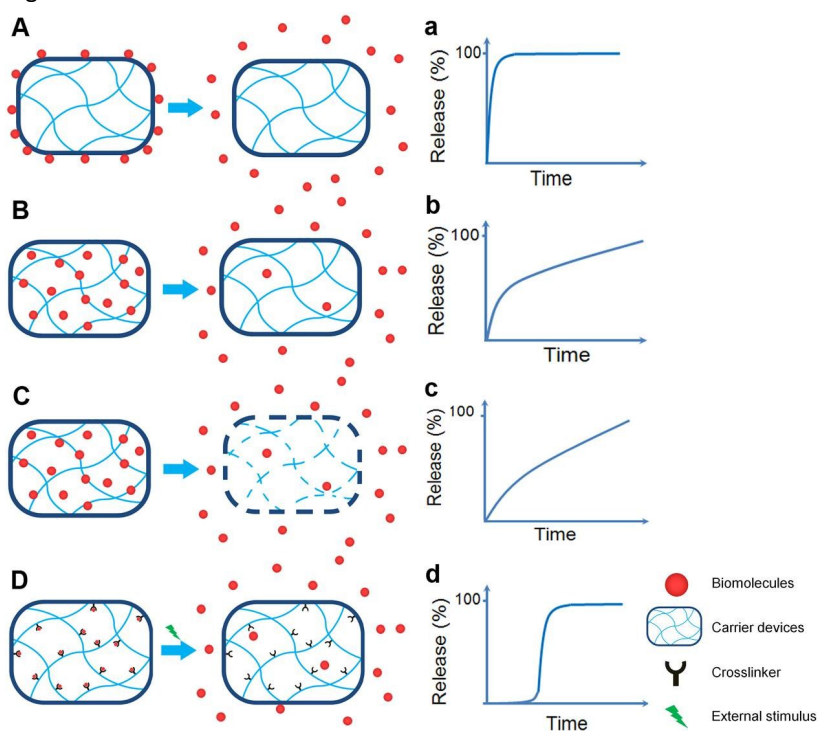 A
a
100
Release (%)
Time
B
b
100
Release (%)
Time
C
c
100
Release (%)
Time
D
d
100
Release (%)
Time
Biomolecules
Carrier devices
Crosslinker
External stimulus